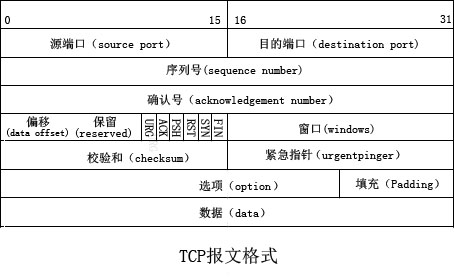 0 15 16 31
源端口（source port） 目的端口（destination port)
序列号(sequence number)
确认号（acknowledgement number）
偏移 保留 URG ACK PSH RST SYN FIN 窗口(windows)
(data offset) (reserved)
校验和（checksum） 紧急指针（urgentpinger）
选项（option） 填充（Padding）
数据（data）
TCP报文格式